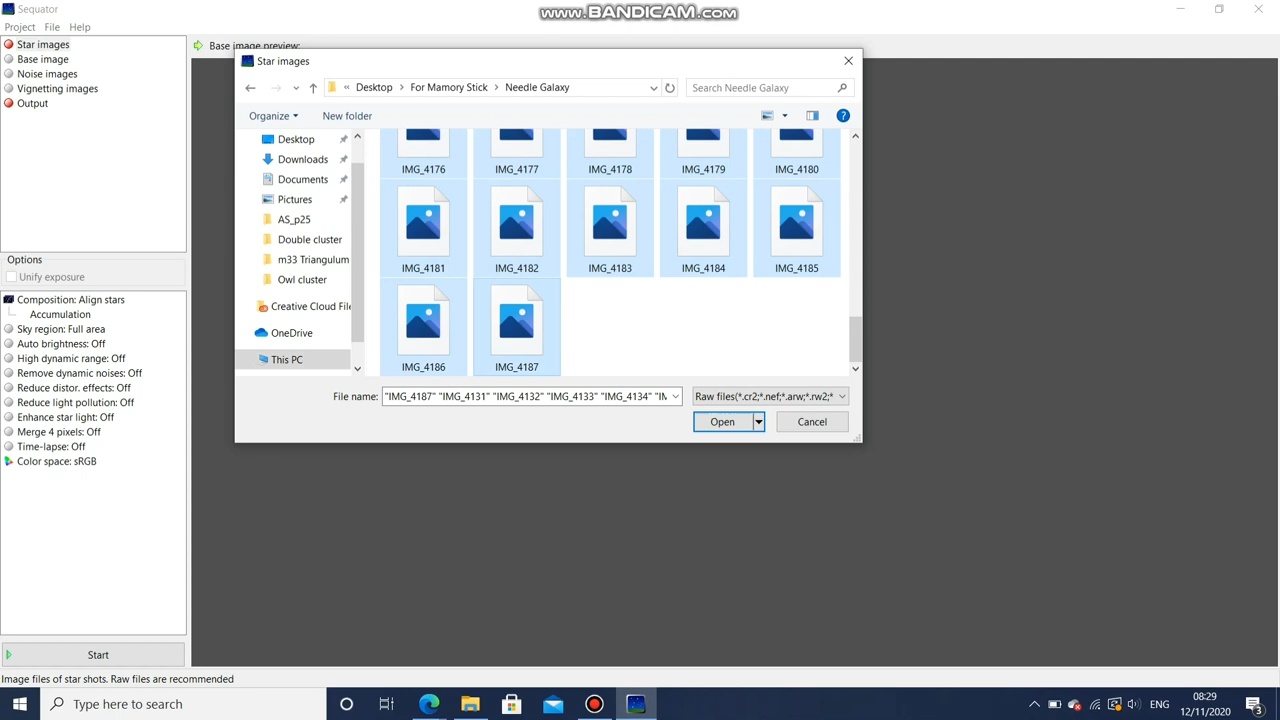 Sequator
www.BANDICAM.com
Project File Help
Star images
Base image
Noise images
Vignetting images
Output
Base image preview:
Star images
« Desktop > For Mamory Stick > Needle Galaxy
Search Needle Galaxy
Organize
New folder
Desktop
Downloads
Documents
Pictures
AS_p25
Double cluster
m33 Triangulum
Owl cluster
Creative Cloud File
OneDrive
This PC
IMG_4176 IMG_4177 IMG_4178 IMG_4179 IMG_4180
IMG_4181 IMG_4182 IMG_4183 IMG_4184 IMG_4185
IMG_4186 IMG_4187
File name: "IMG_4187" "IMG_4131" "IMG_4132" "IMG_4133" "IMG_4134" "IM
Raw files(*.cr2;*.nef;*.arw;*.rw2;*
Open
Cancel
Options
Unify exposure
Composition: Align stars
Accumulation
Sky region: Full area
Auto brightness: Off
High dynamic range: Off
Remove dynamic noises: Off
Reduce distor. effects: Off
Reduce light pollution: Off
Enhance star light: Off
Merge 4 pixels: Off
Time-lapse: Off
Color space: sRGB
Start
Image files of star shots. Raw files are recommended
Type here to search
ENG
08:29
12/11/2020
3